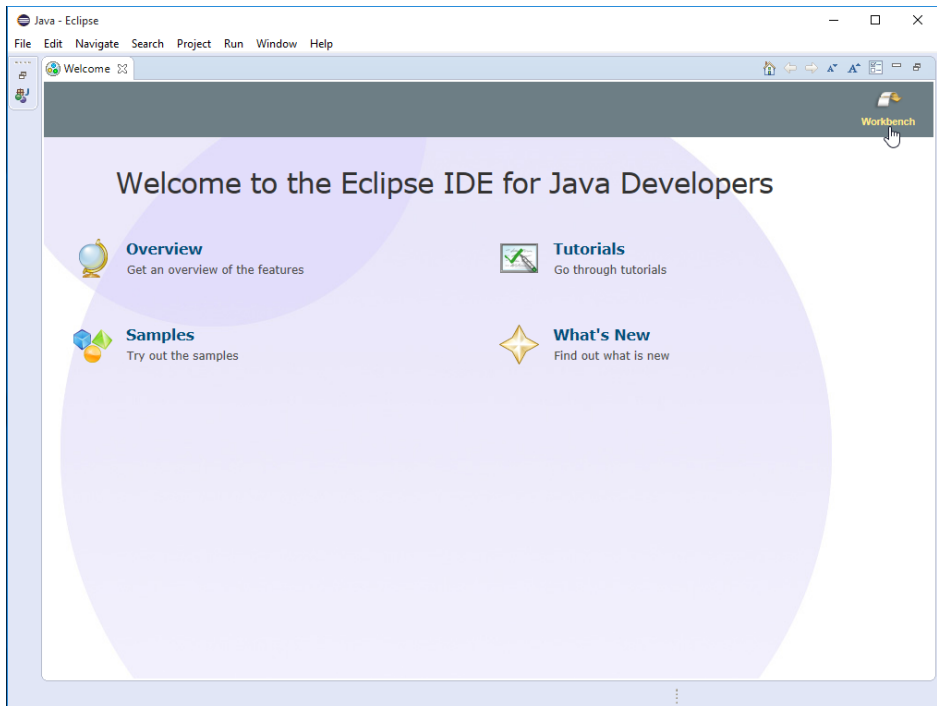 Java - Eclipse
File Edit Navigate Search Project Run Window Help
Welcome
Workbench
Welcome to the Eclipse IDE for Java Developers
Overview
Get an overview of the features
Tutorials
Go through tutorials
Samples
Try out the samples
What's New
Find out what is new